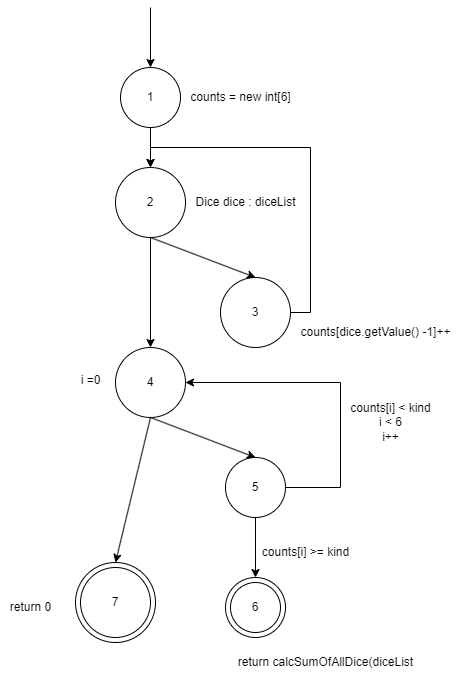 1
counts = new int[6]
2
Dice dice : diceList
3
counts[dice.getValue() -1]++
i =0
4
counts[i] < kind
i < 6
i++
5
counts[i] >= kind
7
return 0
6
return calcSumOfAllDice(diceList